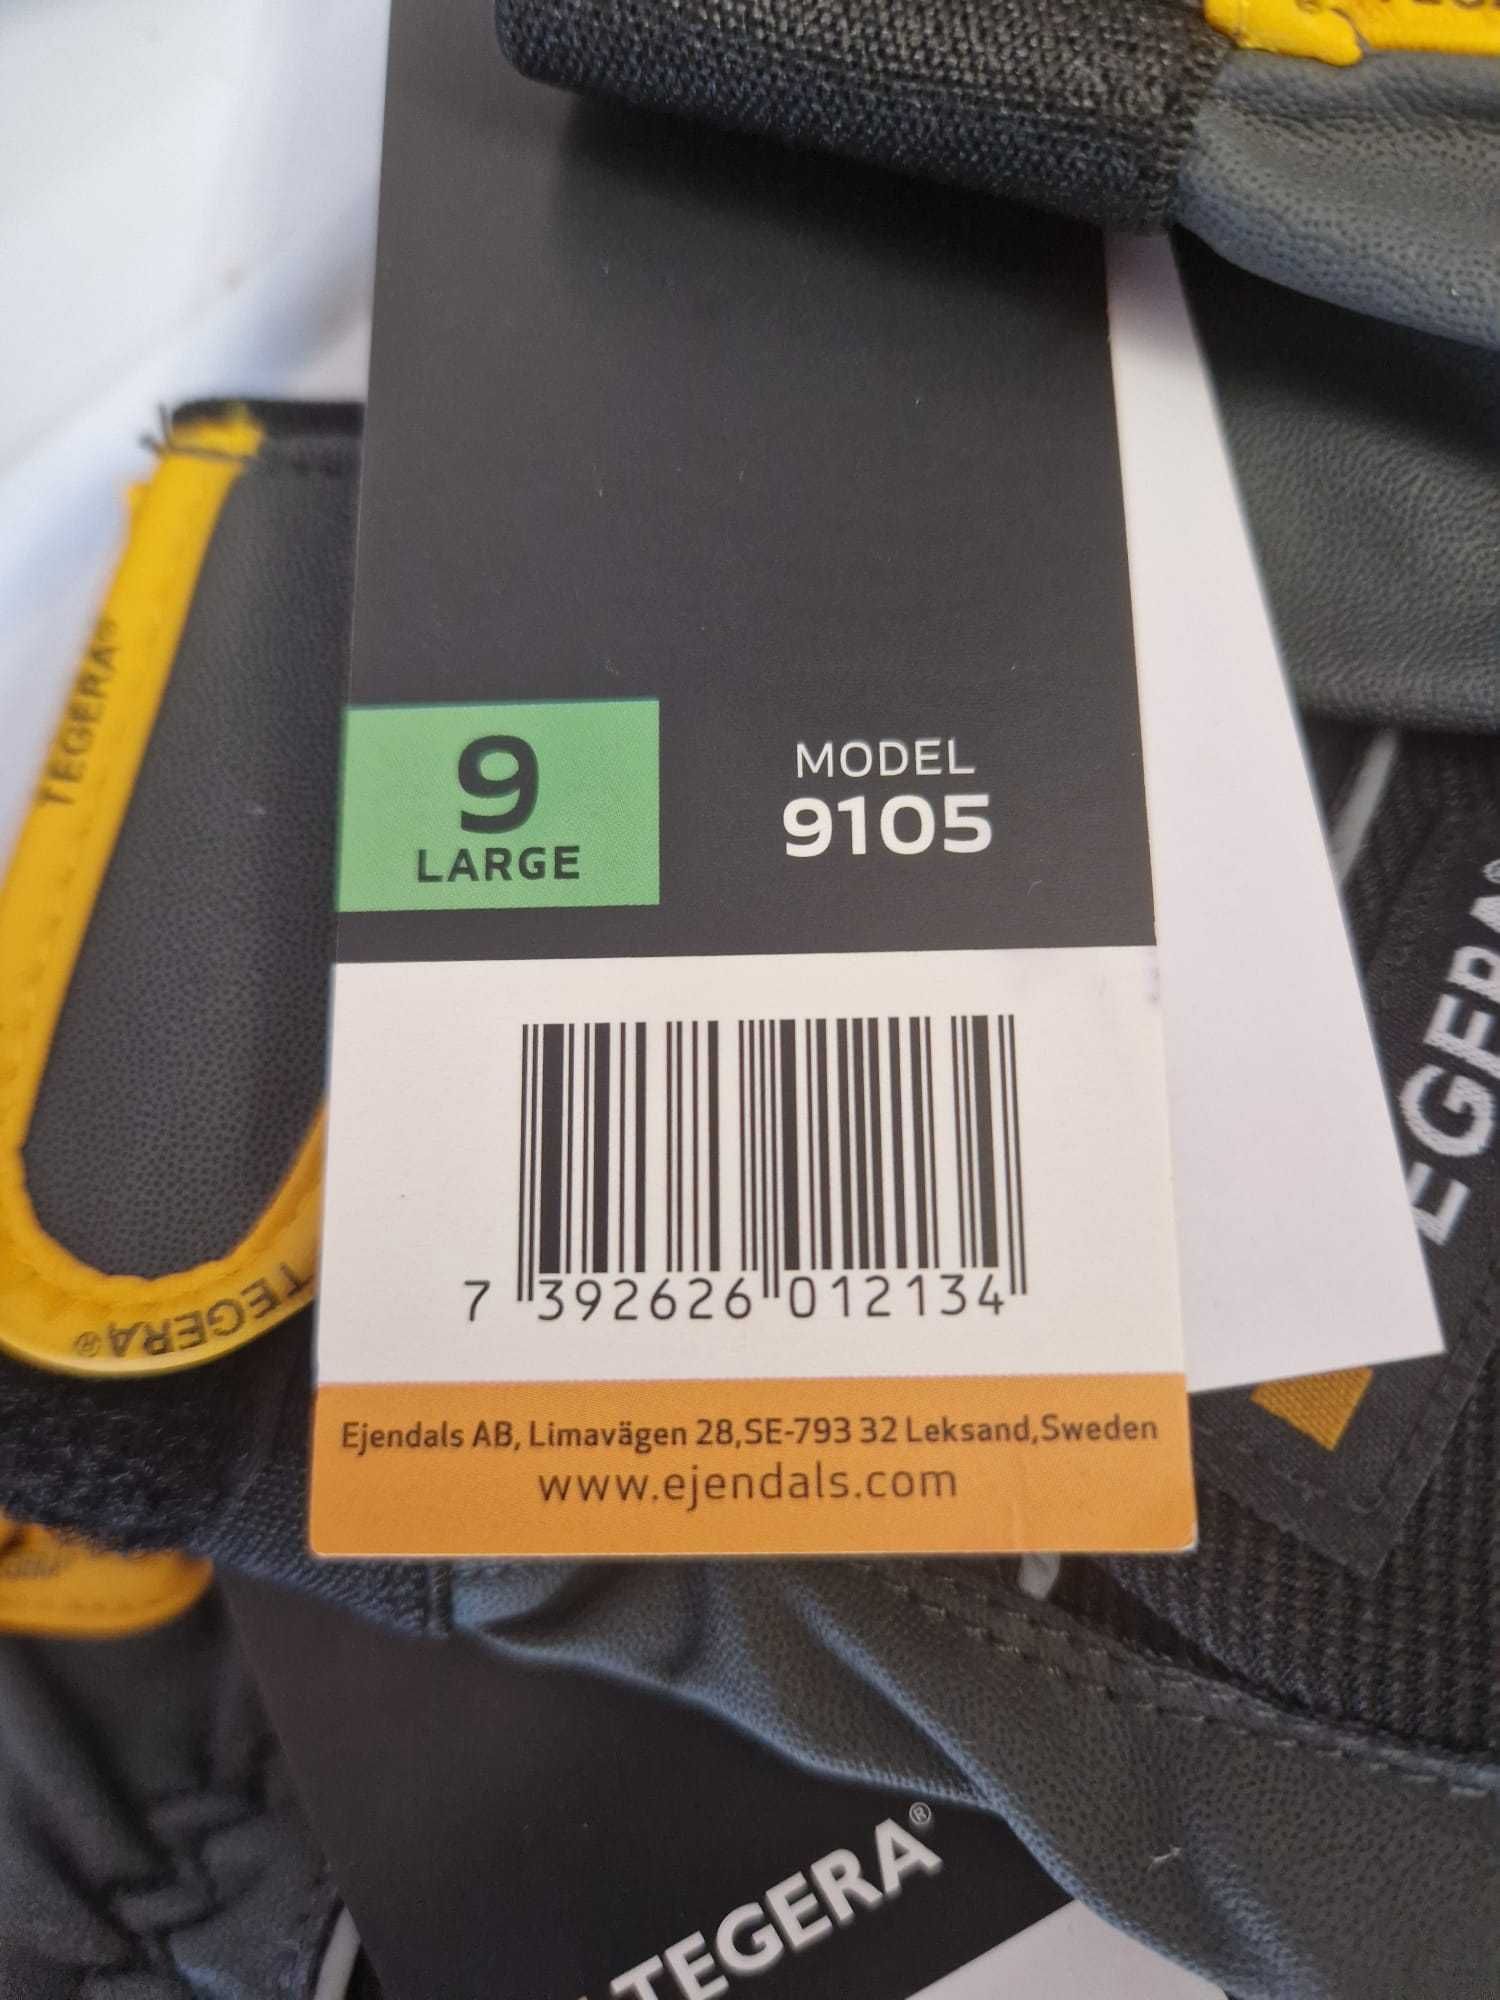 TEGERA®
TEGERA®
9
LARGE
MODEL
9105
7 392626 012134
Ejendals AB, Limavägen 28,SE-793 32 Leksand,Sweden
www.ejendals.com
EGERA®
TEGERA®